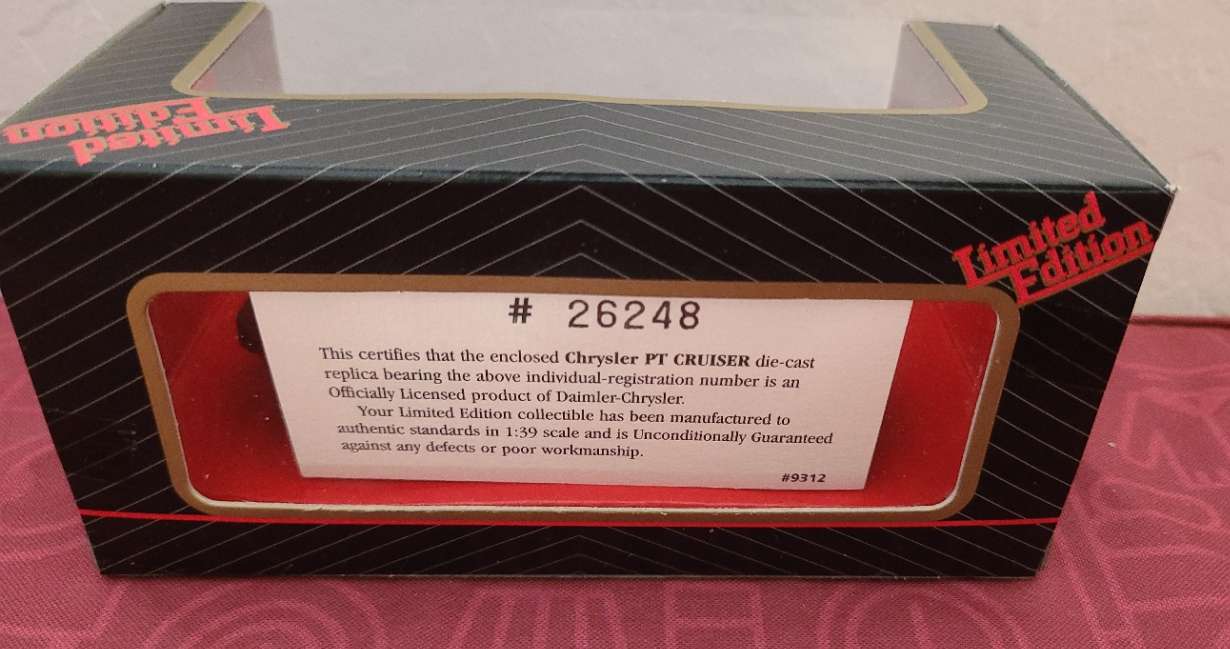 Limited
Edition
Limited
Edition
# 26248
This certifies that the enclosed Chrysler PT CRUISER die-cast
replica bearing the above individual-registration number is an
Officially Licensed product of Daimler-Chrysler.
Your Limited Edition collectible has been manufactured to
authentic standards in 1:39 scale and is Unconditionally Guaranteed
against any defects or poor workmanship.
#9312